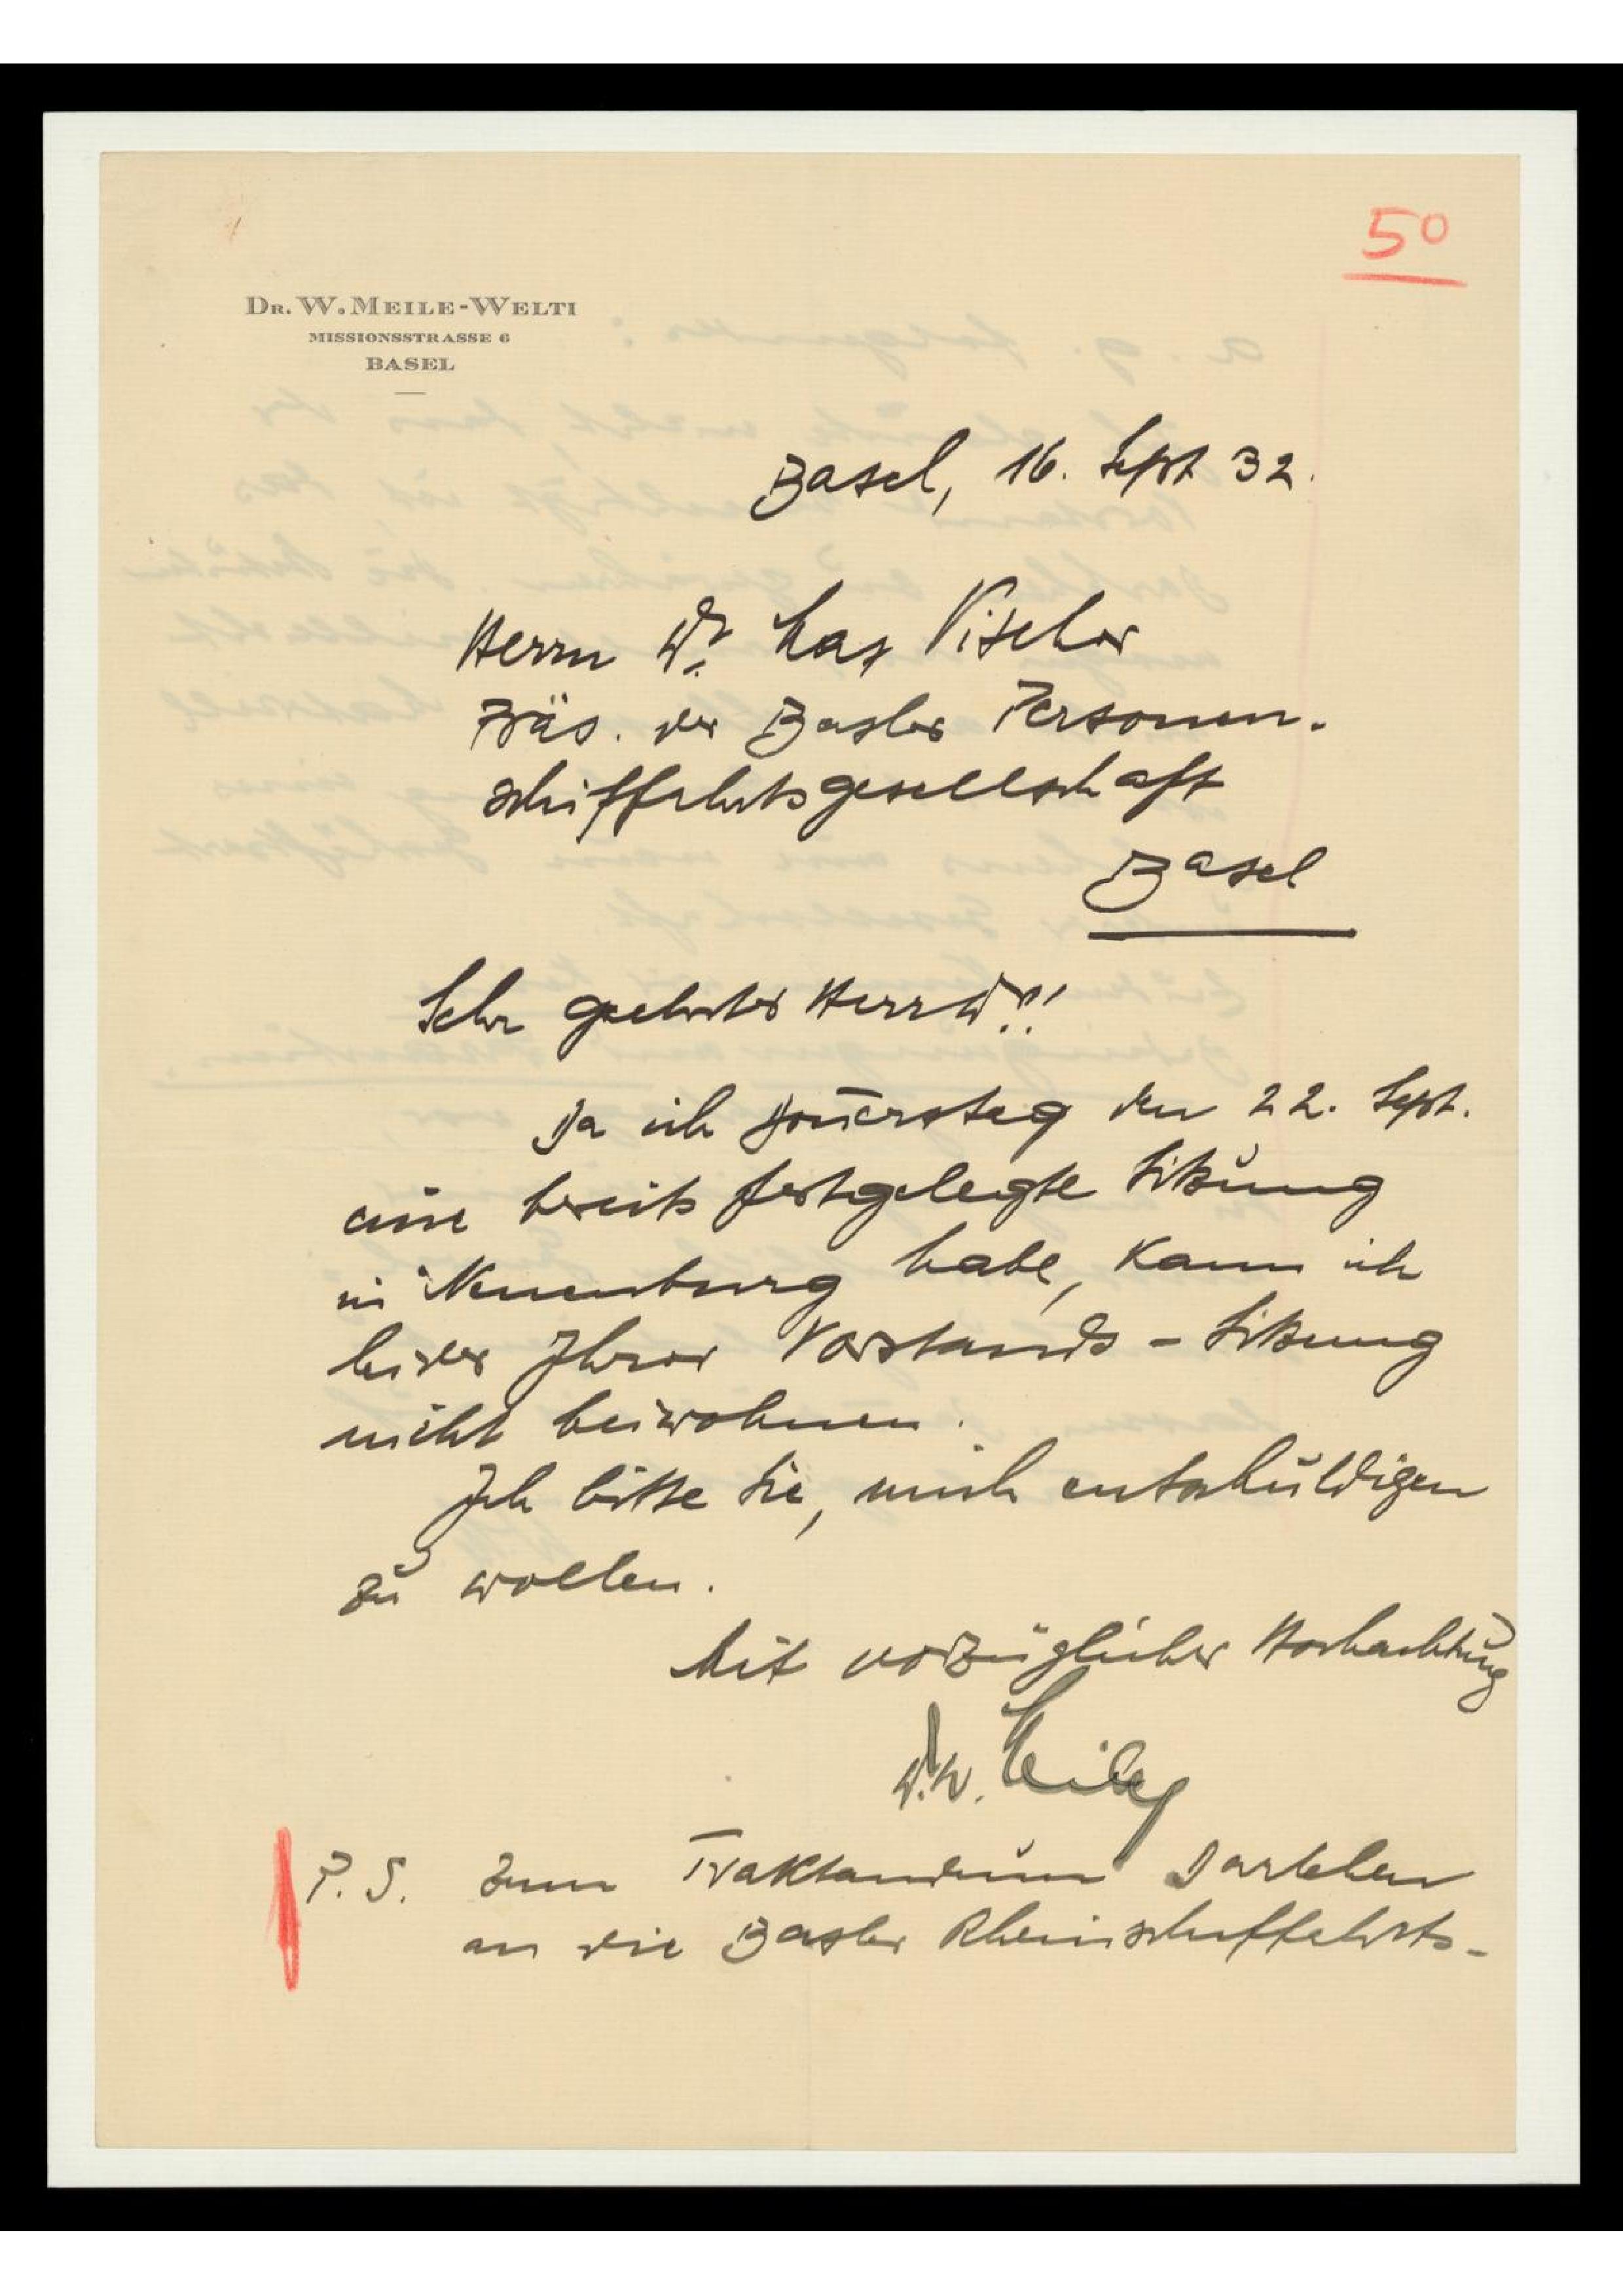 50
DR. W. MEILE-WELTI
MISSIONSSTRASSE 6
BASEL
Basel, 16. Sept 32.
Herrn Dr. Max Vischer
Präs. der Basler Personen-
schiffahrtsgesellschaft
Basel
Sehr geehrter Herr Dr.!
Da ich Donnerstag den 22. Sept.
eine bereits festgelegte Sitzung
in Neuenburg habe, kann ich
leider Ihrer Vorstands-Sitzung
nicht beiwohnen.
Ich bitte Sie, mich entschuldigen
zu wollen.
Mit vorzüglicher Hochachtung
Dr. W. Meile
P. S. Zum Traktandum Darlehen
an die Basler Rheinschiffahrts-